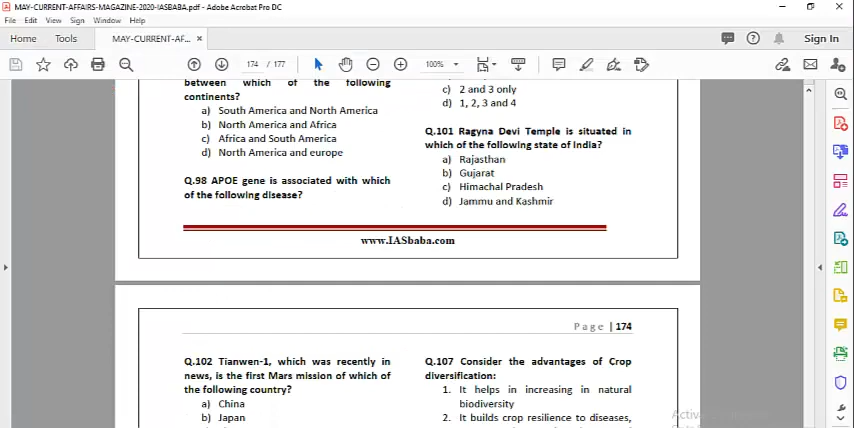 MAY-CURRENT-AFFAIRS-MAGAZINE-2020-IASBABA.pdf - Adobe Acrobat Pro DC
File Edit View Sign Window Help
Home Tools MAY-CURRENT-AF... × Sign In
174 / 177 100%
between which of the following
continents?
a) South America and North America
b) North America and Africa
c) Africa and South America
d) North America and europe
Q.98 APOE gene is associated with which
of the following disease?
c) 2 and 3 only
d) 1, 2, 3 and 4
Q.101 Ragyna Devi Temple is situated in
which of the following state of India?
a) Rajasthan
b) Gujarat
c) Himachal Pradesh
d) Jammu and Kashmir
www.IASbaba.com
Page | 174
Q.102 Tianwen-1, which was recently in
news, is the first Mars mission of which of
the following country?
a) China
b) Japan
Q.107 Consider the advantages of Crop
diversification:
1. It helps in increasing in natural
biodiversity
2. It builds crop resilience to diseases,